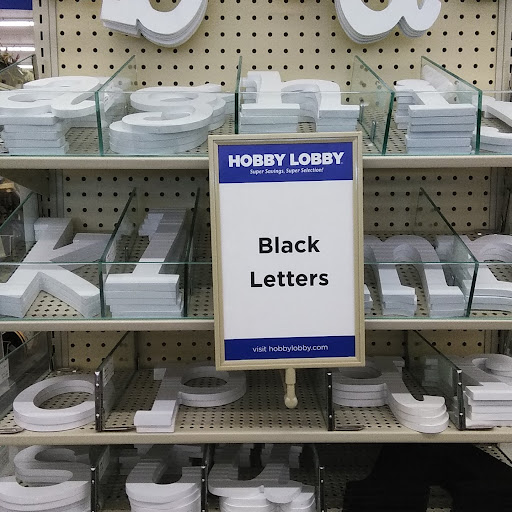 HOBBY LOBBY
Super Savings, Super Selection!
Black
Letters
visit hobbylobby.com